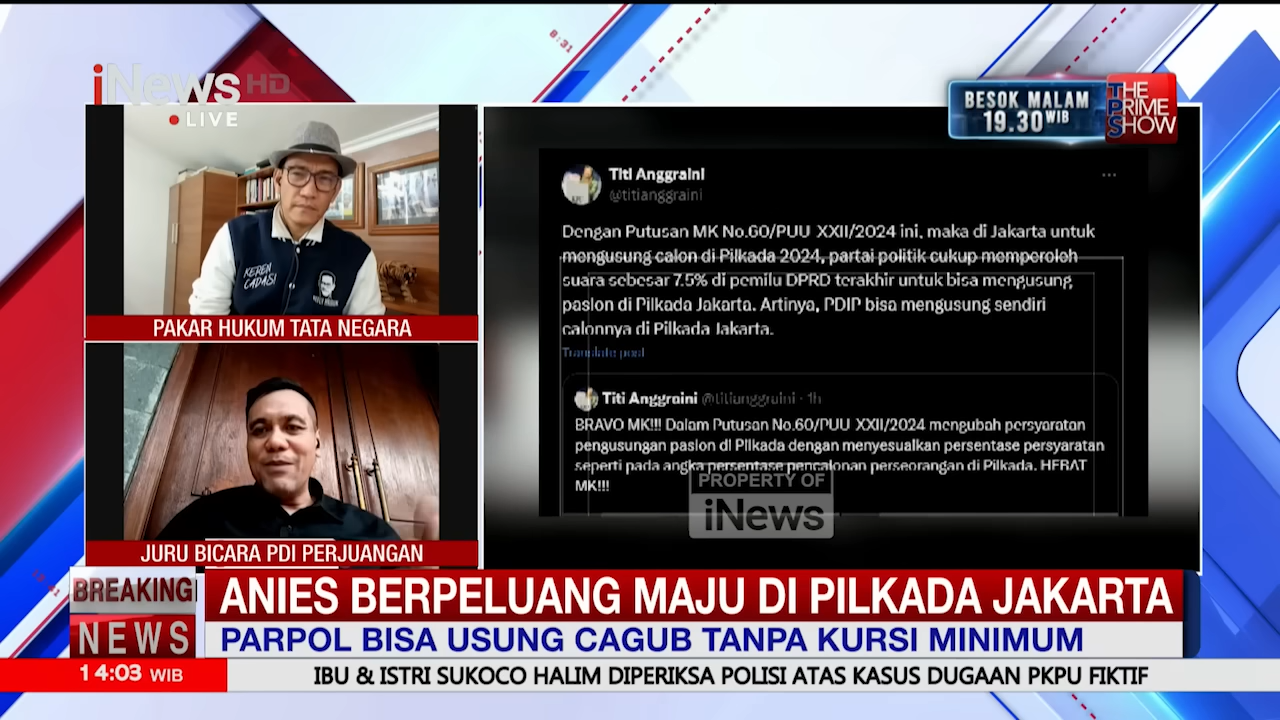 iNews HD
LIVE
BESOK MALAM
19.30 WIB
THE
PRIME
SHOW
TPS
KEREN
CADAS!
PAKAR HUKUM TATA NEGARA
JURU BICARA PDI PERJUANGAN
Titi Anggraini
@titianggraini
Dengan Putusan MK No.60/PUU XXII/2024 ini, maka di Jakarta untuk
mengusung calon di Pilkada 2024, partai politik cukup memperoleh
suara sebesar 7.5% di pemilu DPRD terakhir untuk bisa mengusung
paslon di Pilkada Jakarta. Artinya, PDIP bisa mengusung sendiri
calonnya di Pilkada Jakarta.
Translate post
Titi Anggraini @titianggraini · 1h
BRAVO MK!!! Dalam Putusan No.60/PUU XXII/2024 mengubah persyaratan
pengusungan paslon di Pilkada dengan menyesuaikan persentase persyaratan
seperti pada angka persentase pencalonan perseorangan di Pilkada. HEBAT
MK!!!
PROPERTY OF
iNews
BREAKING
NEWS
ANIES BERPELUANG MAJU DI PILKADA JAKARTA
PARPOL BISA USUNG CAGUB TANPA KURSI MINIMUM
14:03 WIB
IBU & ISTRI SUKOCO HALIM DIPERIKSA POLISI ATAS KASUS DUGAAN PKPU FIKTIF